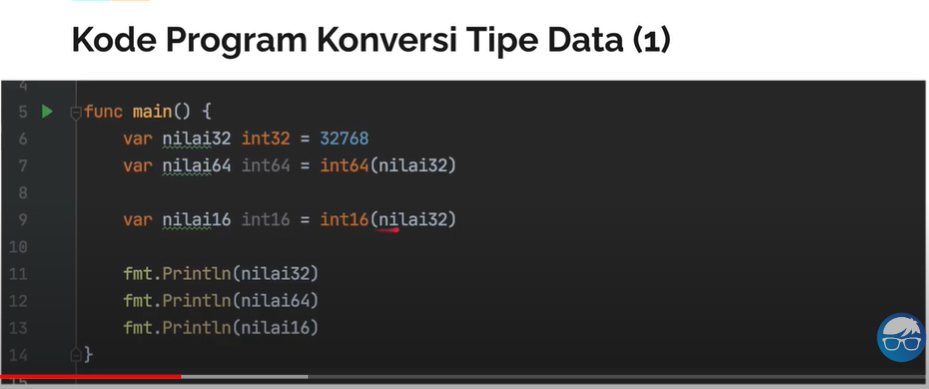 Kode Program Konversi Tipe Data (1)
4
5 func main() {
6 var nilai32 int32 = 32768
7 var nilai64 int64 = int64(nilai32)
8
9 var nilai16 int16 = int16(nilai32)
10
11 fmt.Println(nilai32)
12 fmt.Println(nilai64)
13 fmt.Println(nilai16)
14 }
15